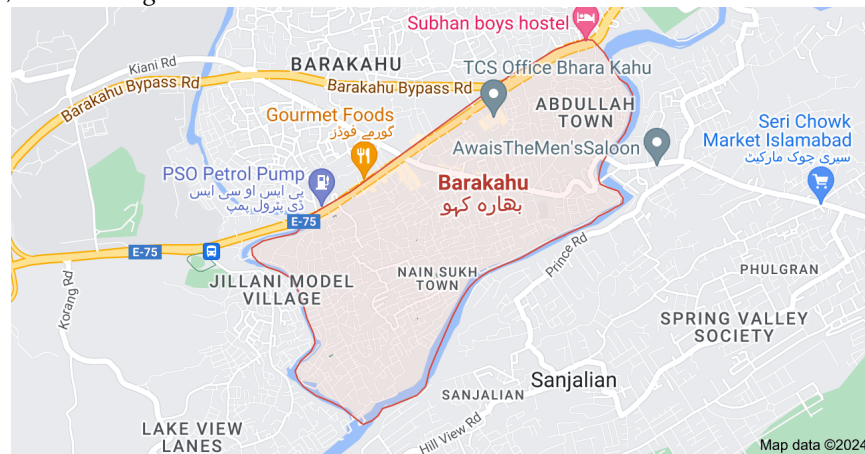 Subhan boys hostel
Kiani Rd
BARAKAHU
TCS Office Bhara Kahu
Barakahu Bypass Rd
Barakahu Bypass Rd
ABDULLAH
TOWN
Gourmet Foods
گورمے فوڈز
Seri Chowk
Market Islamabad
سیری چوک مارکیٹ
AwaisTheMen'sSaloon
PSO Petrol Pump
پی ایس او سی ایس
ڈی پٹرول پمپ
Barakahu
بھارہ کہو
E-75
E-75
Prince Rd
NAIN SUKH
TOWN
PHULGRAN
JILLANI MODEL
VILLAGE
Korang Rd
SPRING VALLEY
SOCIETY
Sanjalian
SANJALIAN
LAKE VIEW
LANES
Hill View Rd
Map data ©2024